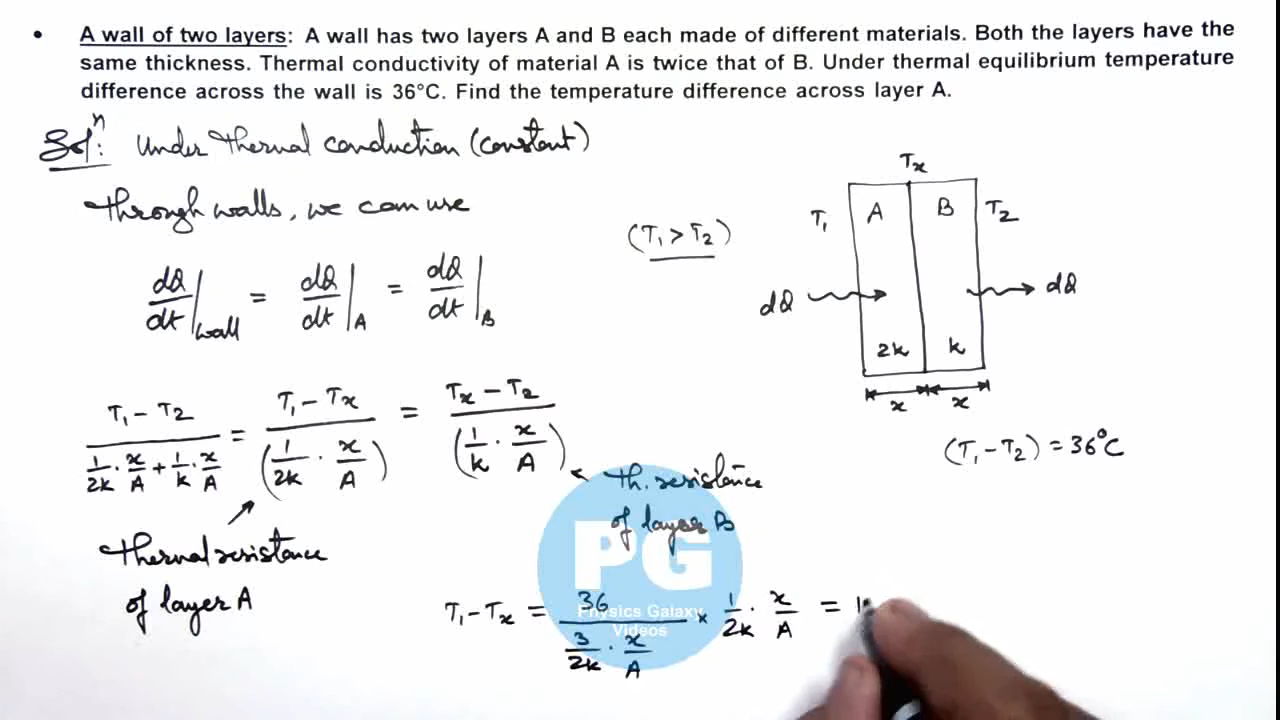 • A wall of two layers: A wall has two layers A and B each made of different materials. Both the layers have the
same thickness. Thermal conductivity of material A is twice that of B. Under thermal equilibrium temperature
difference across the wall is 36°C. Find the temperature difference across layer A.
Solⁿ: Under thermal conduction (constant)
through walls, we can use
(T₁ > T₂)
Tₓ
T₁ A B T₂
dQ dQ
2k k
x x
dQ/dt|wall = dQ/dt|A = dQ/dt|B
(T₁ − T₂)/(1/2k · x/A + 1/k · x/A) = (T₁ − Tₓ)/(1/2k · x/A) = (Tₓ − T₂)/(1/k · x/A)
(T₁ − T₂) = 36°C
Th. resistance
of layer B
Thermal resistance
of layer A
PG
Physics Galaxy
Videos
T₁ − Tₓ = 36/(3/2k · x/A) × 1/2k · x/A = 1